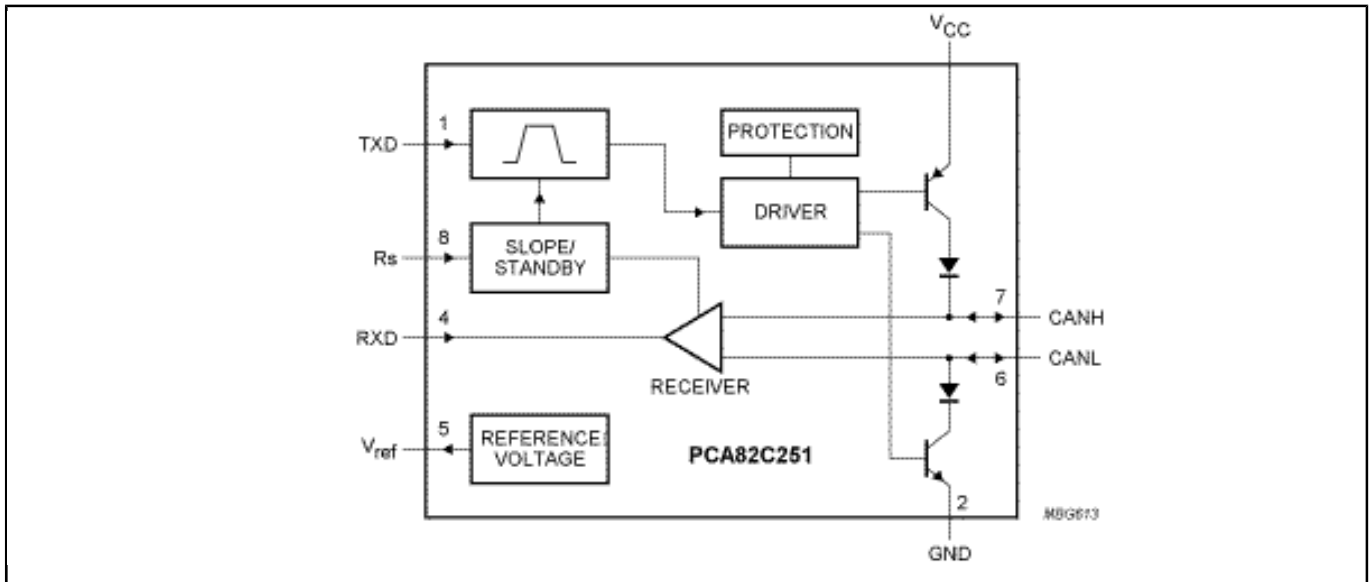 VCC
PROTECTION
1
TXD
DRIVER
8
Rs
SLOPE/
STANDBY
7
CANH
4
RXD
CANL
6
RECEIVER
5
Vref
REFERENCE
VOLTAGE
PCA82C251
2
MBG613
GND